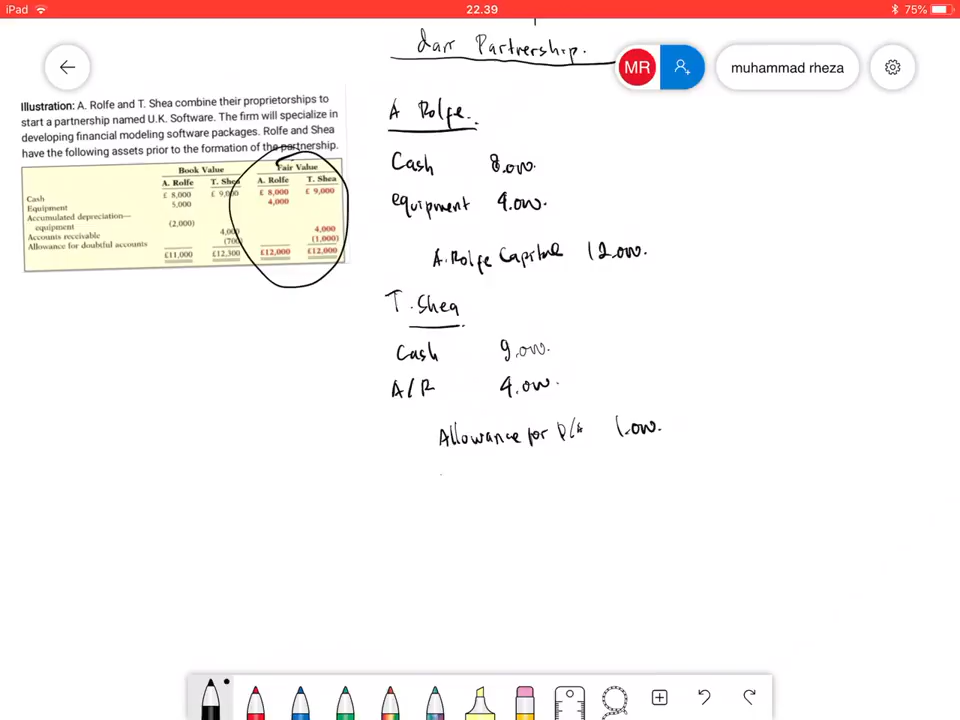 iPad
22.39
75%
darr Partnership.
MR
muhammad rheza
Illustration: A. Rolfe and T. Shea combine their proprietorships to
start a partnership named U.K. Software. The firm will specialize in
developing financial modeling software packages. Rolfe and Shea
have the following assets prior to the formation of the partnership.
Book Value Fair Value
A. Rolfe T. Shea A. Rolfe T. Shea
Cash £ 8,000 £ 9,000 £ 8,000 £ 9,000
Equipment 5,000 4,000
Accumulated depreciation—
equipment (2,000)
Accounts receivable 4,000 4,000
Allowance for doubtful accounts (700) (1,000)
£11,000 £12,300 £12,000 £12,000
A Rolfe.
Cash 8.000.
equipment 4.000.
A. Rolfe Capital 12.000.
T. Shea
Cash 9.000.
A/R 4.000.
Allowance for D/A 1.000.